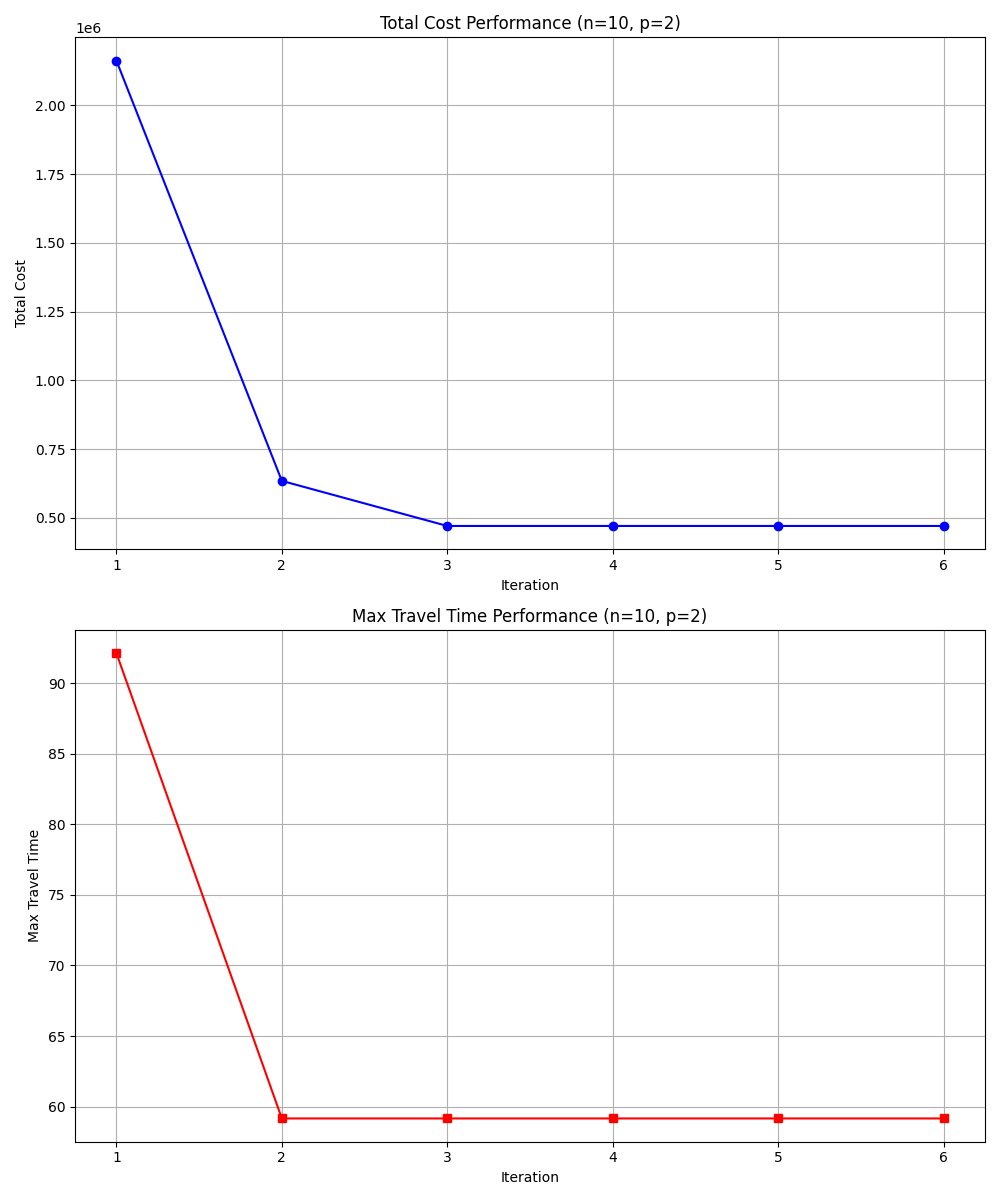 Total Cost Performance (n=10, p=2)
1e6
2.00
1.75
1.50
1.25
1.00
0.75
0.50
Total Cost
1 2 3 4 5 6
Iteration
Max Travel Time Performance (n=10, p=2)
90
85
80
75
70
65
60
Max Travel Time
1 2 3 4 5 6
Iteration